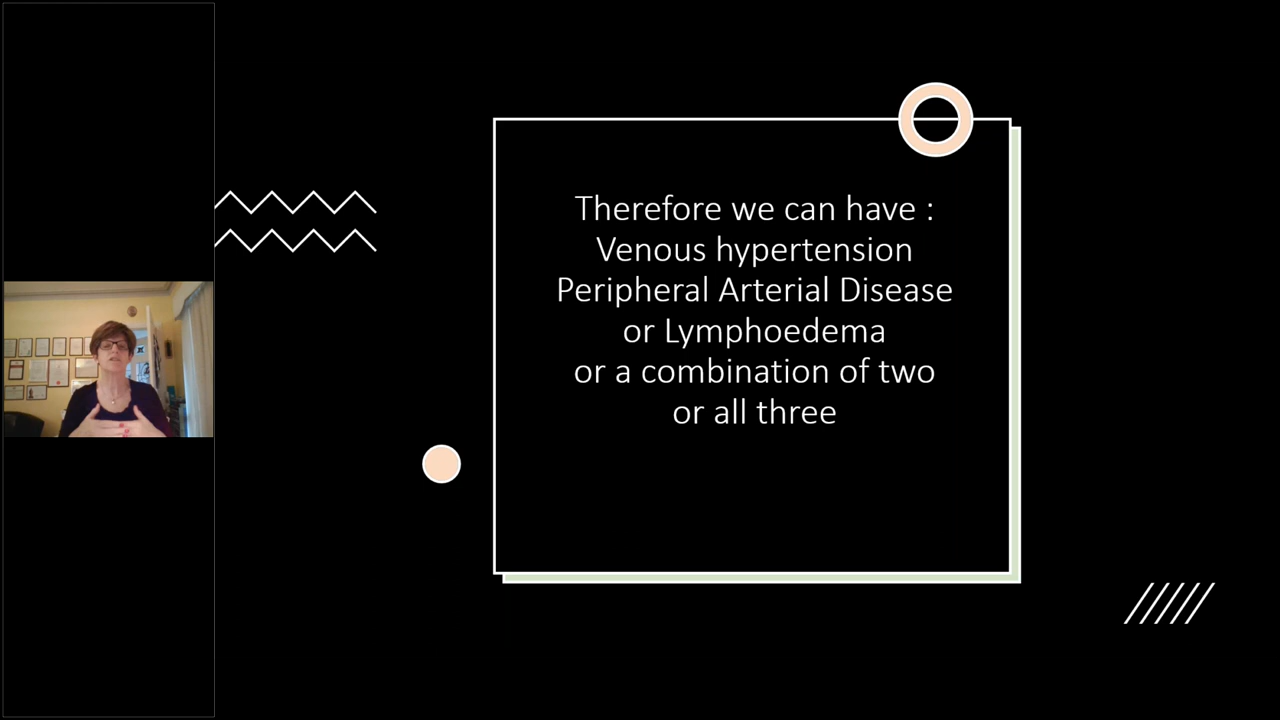 Therefore we can have :
Venous hypertension
Peripheral Arterial Disease
or Lymphoedema
or a combination of two
or all three